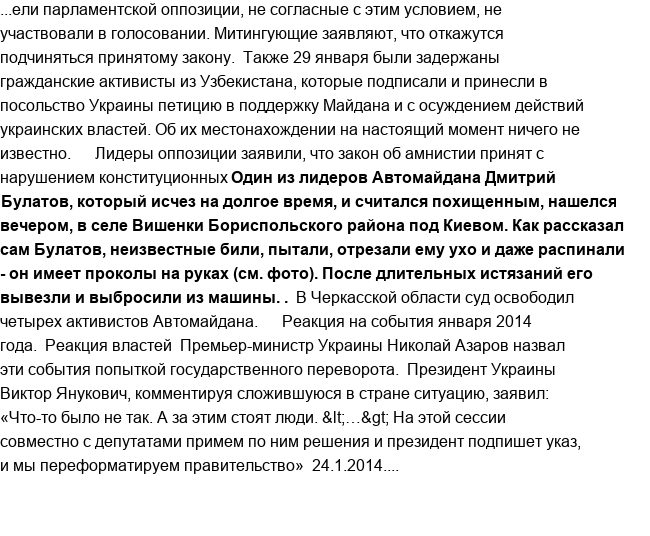 ...ели парламентской оппозиции, не согласные с этим условием, не
участвовали в голосовании. Митингующие заявляют, что откажутся
подчиняться принятому закону.  Также 29 января были задержаны
гражданские активисты из Узбекистана, которые подписали и принесли в
посольство Украины петицию в поддержку Майдана и с осуждением действий
украинских властей. Об их местонахождении на настоящий момент ничего не
известно.      Лидеры оппозиции заявили, что закон об амнистии принят с
нарушением конституционных Один из лидеров Автомайдана Дмитрий
Булатов, который исчез на долгое время, и считался похищенным, нашелся
вечером, в селе Вишенки Бориспольского района под Киевом. Как рассказал
сам Булатов, неизвестные били, пытали, отрезали ему ухо и даже распинали
- он имеет проколы на руках (см. фото). После длительных истязаний его
вывезли и выбросили из машины. .  В Черкасской области суд освободил
четырех активистов Автомайдана.      Реакция на события января 2014
года.  Реакция властей  Премьер-министр Украины Николай Азаров назвал
эти события попыткой государственного переворота.  Президент Украины
Виктор Янукович, комментируя сложившуюся в стране ситуацию, заявил:
«Что-то было не так. А за этим стоят люди. &lt;…&gt; На этой сессии
совместно с депутатами примем по ним решения и президент подпишет указ,
и мы переформатируем правительство»  24.1.2014....